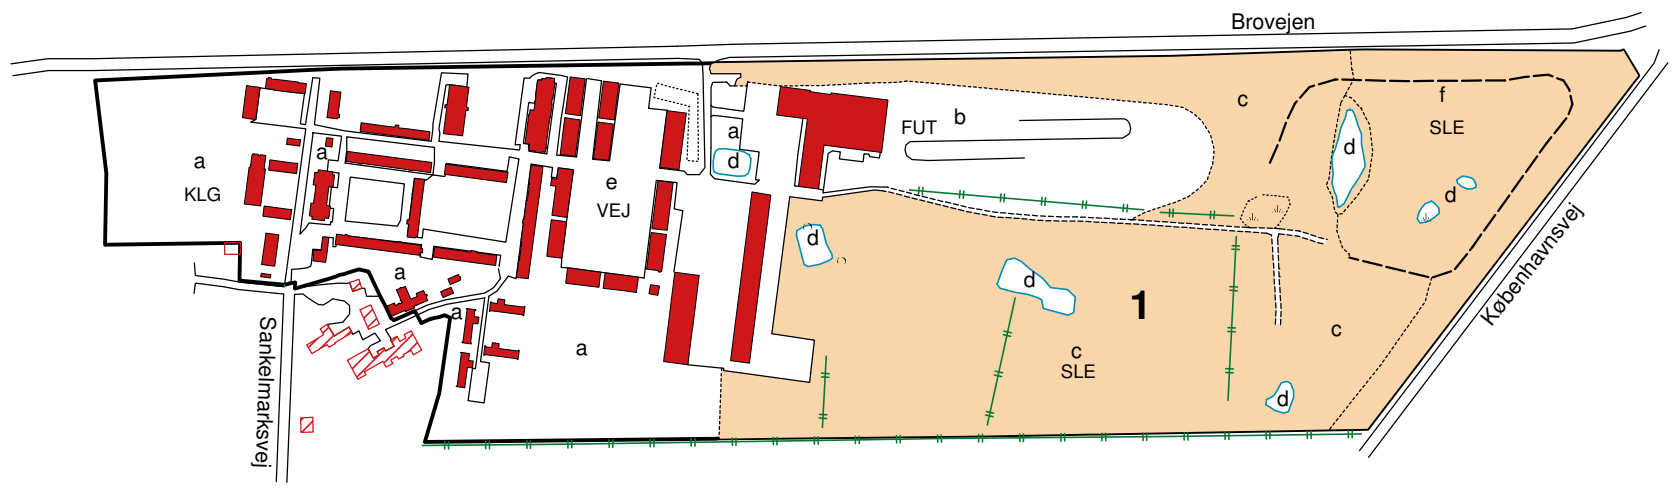 Brovejen
a
KLG
a
a
a
e
VEJ
a
a
d
FUT
b
c
f
SLE
d
d
d
d
1
c
SLE
c
d
Københavnsvej
Sankelmarksvej